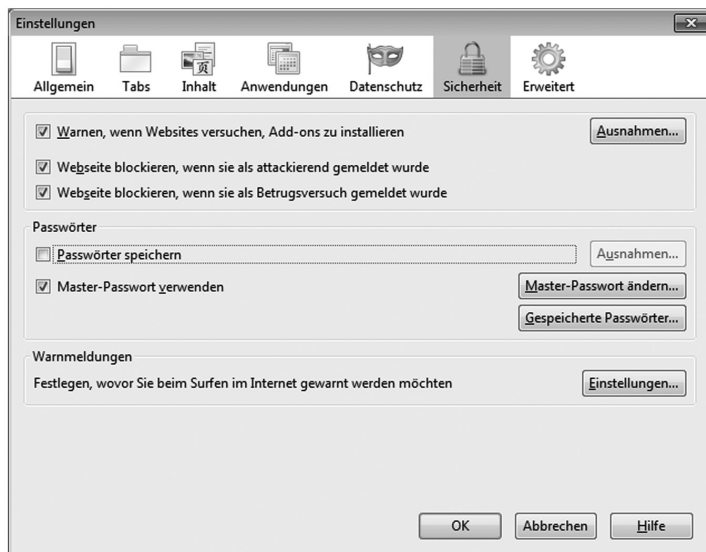 Einstellungen
Allgemein Tabs Inhalt Anwendungen Datenschutz Sicherheit Erweitert
Warnen, wenn Websites versuchen, Add-ons zu installieren Ausnahmen...
Webseite blockieren, wenn sie als attackierend gemeldet wurde
Webseite blockieren, wenn sie als Betrugsversuch gemeldet wurde
Passwörter
Passwörter speichern Ausnahmen...
Master-Passwort verwenden Master-Passwort ändern...
Gespeicherte Passwörter...
Warnmeldungen
Festlegen, wovor Sie beim Surfen im Internet gewarnt werden möchten Einstellungen...
OK Abbrechen Hilfe